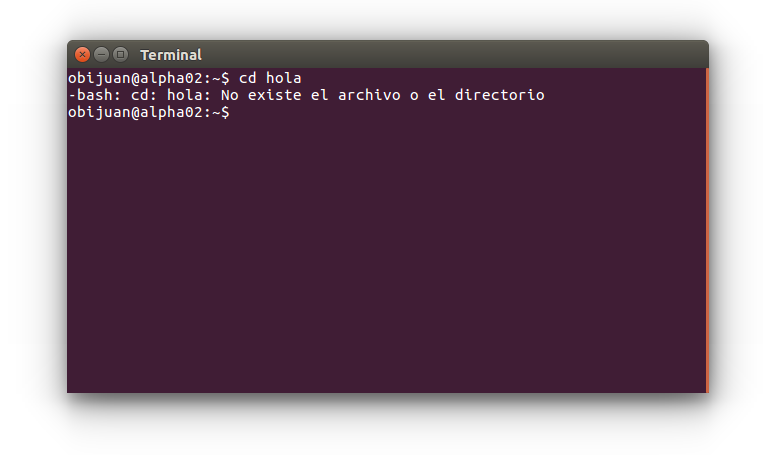 Terminal
obijuan@alpha02:~$ cd hola
-bash: cd: hola: No existe el archivo o el directorio
obijuan@alpha02:~$